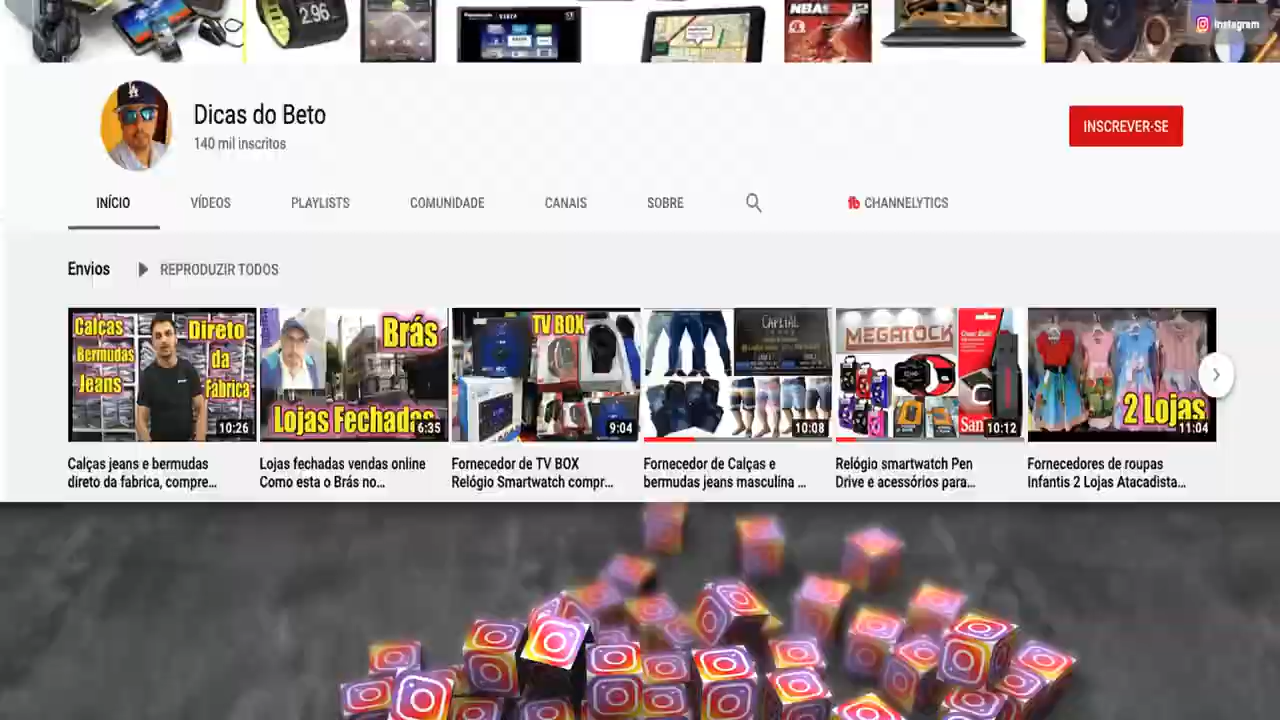 2.96
NBA
Instagram
Dicas do Beto
140 mil inscritos
INSCREVER-SE
INÍCIO
VÍDEOS
PLAYLISTS
COMUNIDADE
CANAIS
SOBRE
CHANNELYTICS
Envios
REPRODUZIR TODOS
Calças
Bermudas
Jeans
Direto
da
Fabrica
10:26
Brás
Lojas Fechadas
6:35
TV BOX
9:04
CAPITAL
10:08
MEGATOCK
San
10:12
2 Lojas
11:04
Calças jeans e bermudas
direto da fabrica, compre...
Lojas fechadas vendas online
Como esta o Brás no...
Fornecedor de TV BOX
Relógio Smartwatch compr...
Fornecedor de Calças e
bermudas jeans masculina ...
Relógio smartwatch Pen
Drive e acessórios para...
Fornecedores de roupas
Infantis 2 Lojas Atacadista...